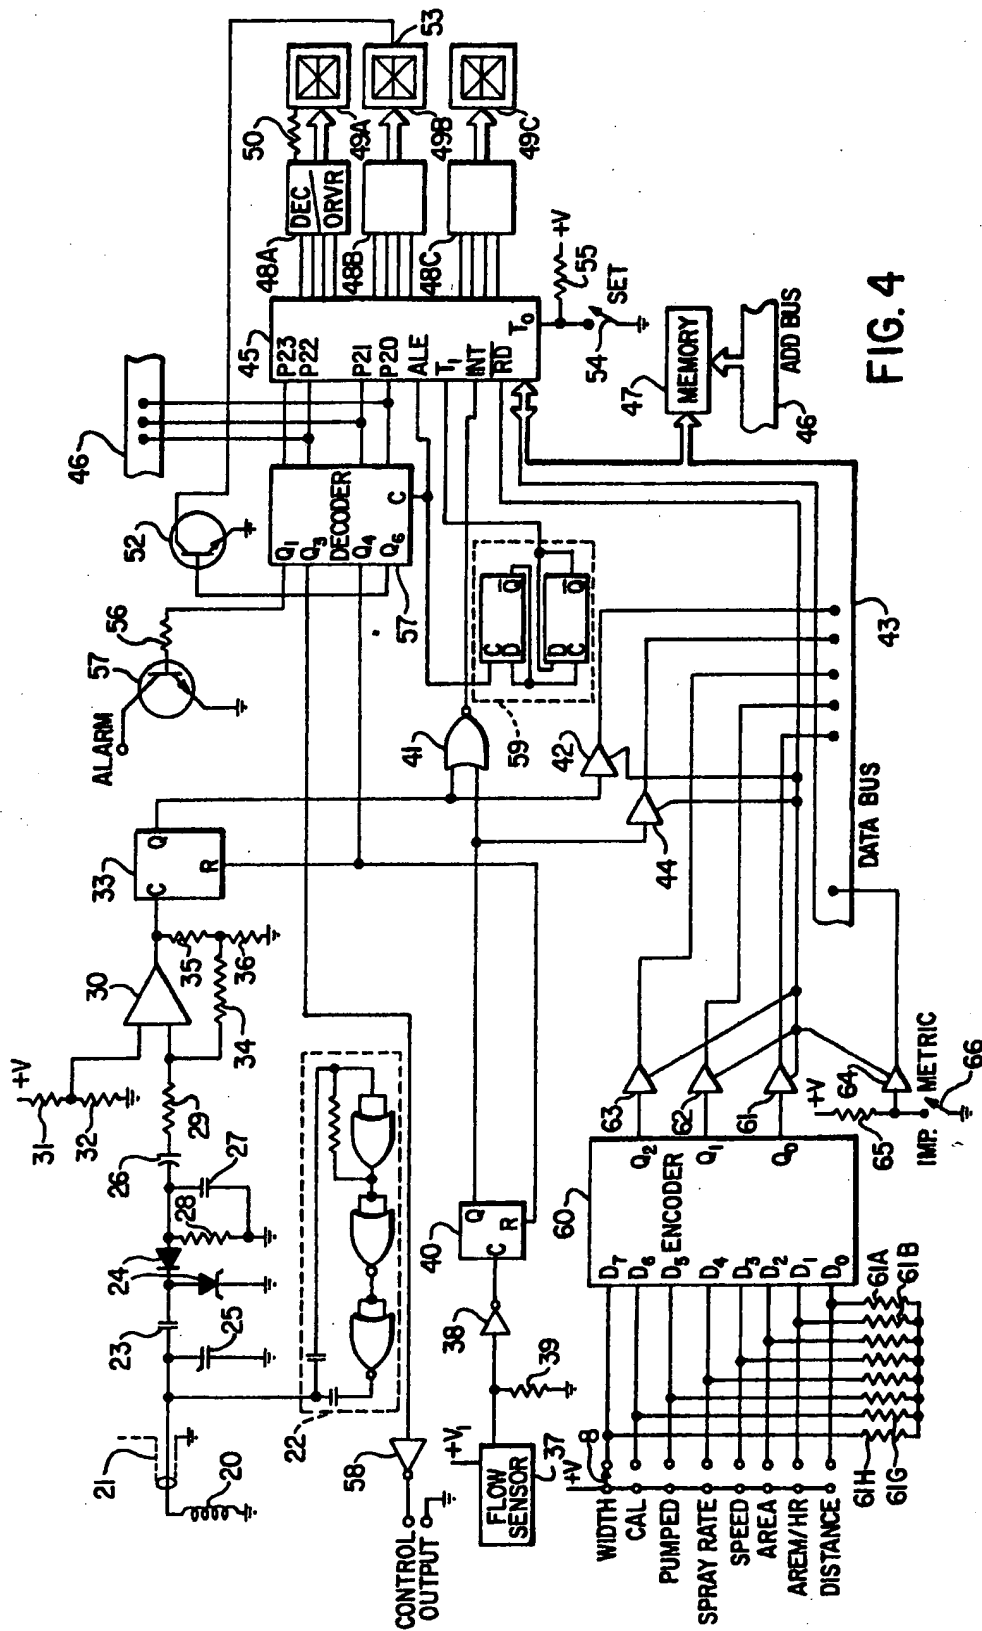 21
20
23
25
24
28
26
27
31
+V
32
29
30
34
35
36
33
C
Q
R
ALARM
57
56
52
46
22
58
CONTROL
OUTPUT
Q1
Q3
DECODER
Q4
Q6
C
57
45
P23
P22
P21
P20
ALE
T1
INT
RD
T0
48A
DEC
DRVR
48B
48C
50
49A
49B
49C
53
+V1
FLOW
SENSOR
37
38
39
40
C
Q
R
41
59
C
D
Q
D
C
Q
42
44
54
SET
55
+V
47
MEMORY
46
ADD BUS
43
DATA BUS
+V
8
WIDTH
CAL
PUMPED
SPRAY RATE
SPEED
AREA
AREM/HR
DISTANCE
60
D7
D6
D5
D4
D3
D2
D1
D0
ENCODER
Q2
Q1
Q0
61H
61G
61A
61B
63
62
61
64
+V
65
IMP.
METRIC
66
FIG. 4